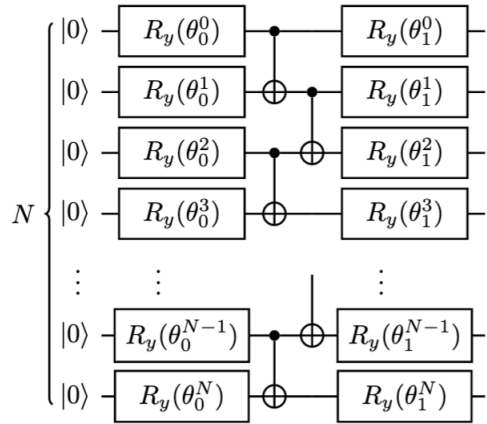 |0⟩ R_y(θ_0^0) R_y(θ_1^0)
|0⟩ R_y(θ_0^1) R_y(θ_1^1)
|0⟩ R_y(θ_0^2) R_y(θ_1^2)
|0⟩ R_y(θ_0^3) R_y(θ_1^3)
N
⋮ ⋮ ⋮
|0⟩ R_y(θ_0^{N-1}) R_y(θ_1^{N-1})
|0⟩ R_y(θ_0^N) R_y(θ_1^N)